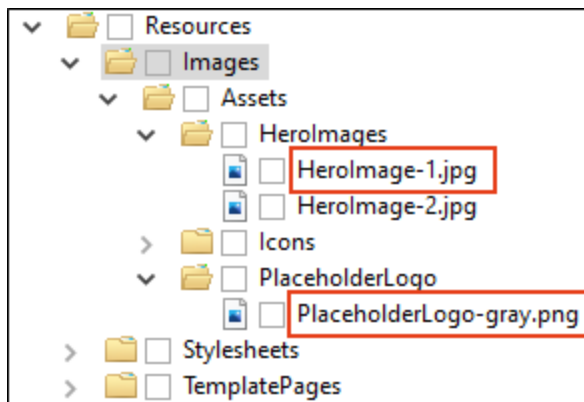 Resources
Images
Assets
HeroImages
HeroImage-1.jpg
HeroImage-2.jpg
Icons
PlaceholderLogo
PlaceholderLogo-gray.png
Stylesheets
TemplatePages